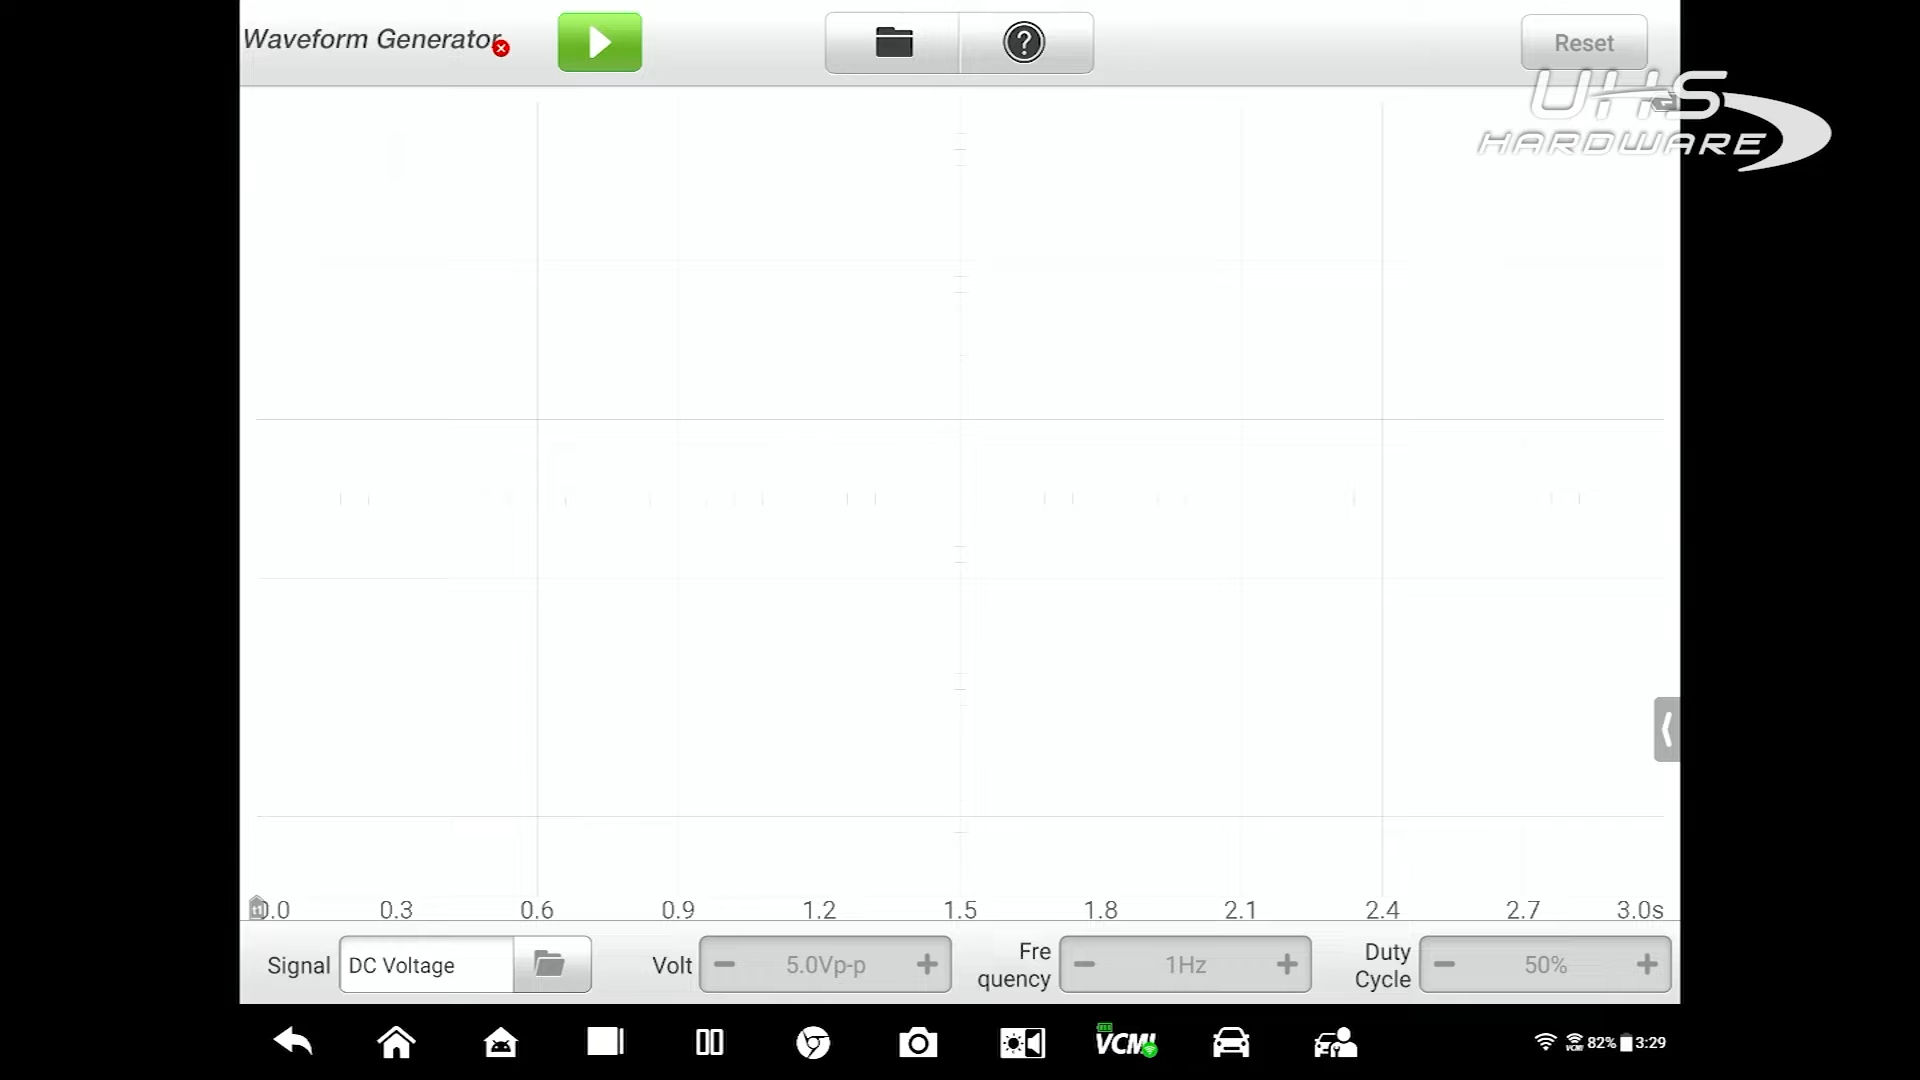 Waveform Generator
Reset
UHS
HARDWARE
0.0 0.3 0.6 0.9 1.2 1.5 1.8 2.1 2.4 2.7 3.0s
Signal DC Voltage Volt 5.0Vp-p Fre
quency 1Hz Duty
Cycle 50%
VCMI VCMI 82% 3:29